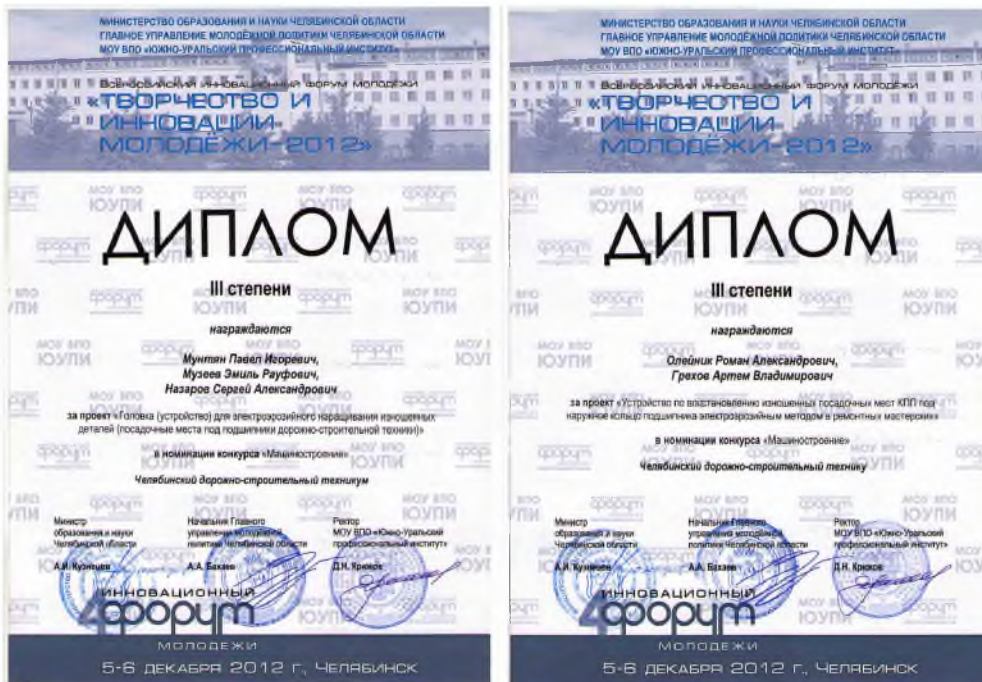 МИНИСТЕРСТВО ОБРАЗОВАНИЯ И НАУКИ ЧЕЛЯБИНСКОЙ ОБЛАСТИ
ГЛАВНОЕ УПРАВЛЕНИЕ МОЛОДЁЖНОЙ ПОЛИТИКИ ЧЕЛЯБИНСКОЙ ОБЛАСТИ
МОУ ВПО «ЮЖНО-УРАЛЬСКИЙ ПРОФЕССИОНАЛЬНЫЙ ИНСТИТУТ»
Всероссийский инновационный форум молодёжи
«ТВОРЧЕСТВО И
ИННОВАЦИИ
МОЛОДЁЖИ-2012»
ДИПЛОМ
III степени
награждаются
Мунтян Павел Игоревич,
Музеев Эмиль Рауфович,
Назаров Сергей Александрович
за проект «Головка (устройство) для электроэрозийного наращивания изношенных
деталей (посадочные места под подшипники дорожно-строительной техники)»
в номинации конкурса «Машиностроение»
Челябинский дорожно-строительный техникум
Министр
образования и науки
Челябинской области
А.И. Кузнецов
Начальник Главного
управления молодёжной
политики Челябинской области
А.А. Бахаев
Ректор
МОУ ВПО «Южно-Уральский
профессиональный институт»
Д.Н. Крюков
ИННОВАЦИОННЫЙ
форум
МОЛОДЕЖИ
5-6 ДЕКАБРЯ 2012 Г., ЧЕЛЯБИНСК
МИНИСТЕРСТВО ОБРАЗОВАНИЯ И НАУКИ ЧЕЛЯБИНСКОЙ ОБЛАСТИ
ГЛАВНОЕ УПРАВЛЕНИЕ МОЛОДЁЖНОЙ ПОЛИТИКИ ЧЕЛЯБИНСКОЙ ОБЛАСТИ
МОУ ВПО «ЮЖНО-УРАЛЬСКИЙ ПРОФЕССИОНАЛЬНЫЙ ИНСТИТУТ»
Всероссийский инновационный форум молодёжи
«ТВОРЧЕСТВО И
ИННОВАЦИИ
МОЛОДЁЖИ-2012»
ДИПЛОМ
III степени
награждаются
Олейник Роман Александрович,
Грехов Артем Владимирович
за проект «Устройство по востановлению изношенных посадочных мест КПП под
наружное кольцо подшипника электроэрозийным методом в ремонтных мастерских»
в номинации конкурса «Машиностроение»
Челябинский дорожно-строительный технику
Министр
образования и науки
Челябинской области
А.И. Кузнецов
Начальник Главного
управления молодёжной
политики Челябинской области
А.А. Бахаев
Ректор
МОУ ВПО «Южно-Уральский
профессиональный институт»
Д.Н. Крюков
ИННОВАЦИОННЫЙ
форум
МОЛОДЕЖИ
5-6 ДЕКАБРЯ 2012 Г., ЧЕЛЯБИНСК